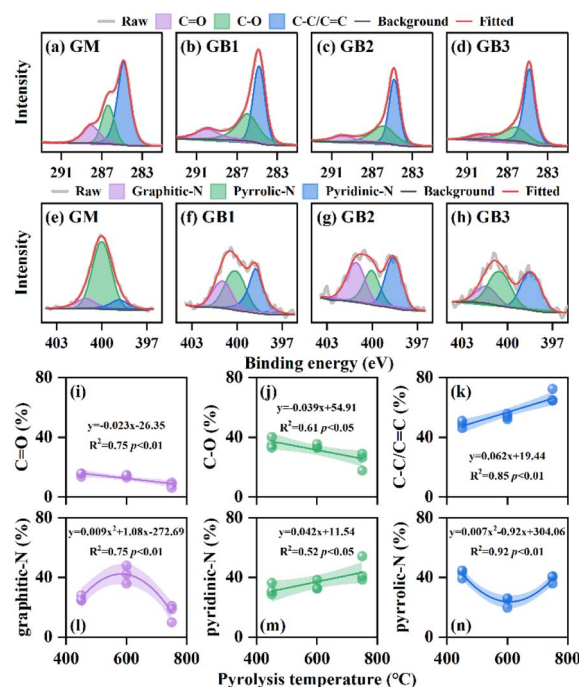 Raw C=O C-O C-C/C=C Background Fitted
(a) GM (b) GB1 (c) GB2 (d) GB3
Intensity
291 287 283 291 287 283 291 287 283 291 287 283
Raw Graphitic-N Pyrrolic-N Pyridinic-N Background Fitted
(e) GM (f) GB1 (g) GB2 (h) GB3
Intensity
403 400 397 403 400 397 403 400 397 403 400 397
Binding energy (eV)
80 (i) 80 (j) 80 (k)
C=O (%)
y=-0.023x+26.35
R²=0.75 p<0.01
40
0
C-O (%)
y=-0.039x+54.91
R²=0.61 p<0.05
40
0
C-C/C=C (%)
40
y=0.062x+19.44
R²=0.85 p<0.01
0
80
graphitic-N (%)
y=0.009x²+1.08x-272.69
R²=0.75 p<0.01
40
(l)
0
80
pyridinic-N (%)
y=0.042x+11.54
R²=0.52 p<0.05
40
(m)
0
80
pyrrolic-N (%)
y=0.007x²-0.92x+304.06
R²=0.92 p<0.01
40
(n)
0
400 600 800 400 600 800 400 600 800
Pyrolysis temperature (°C)